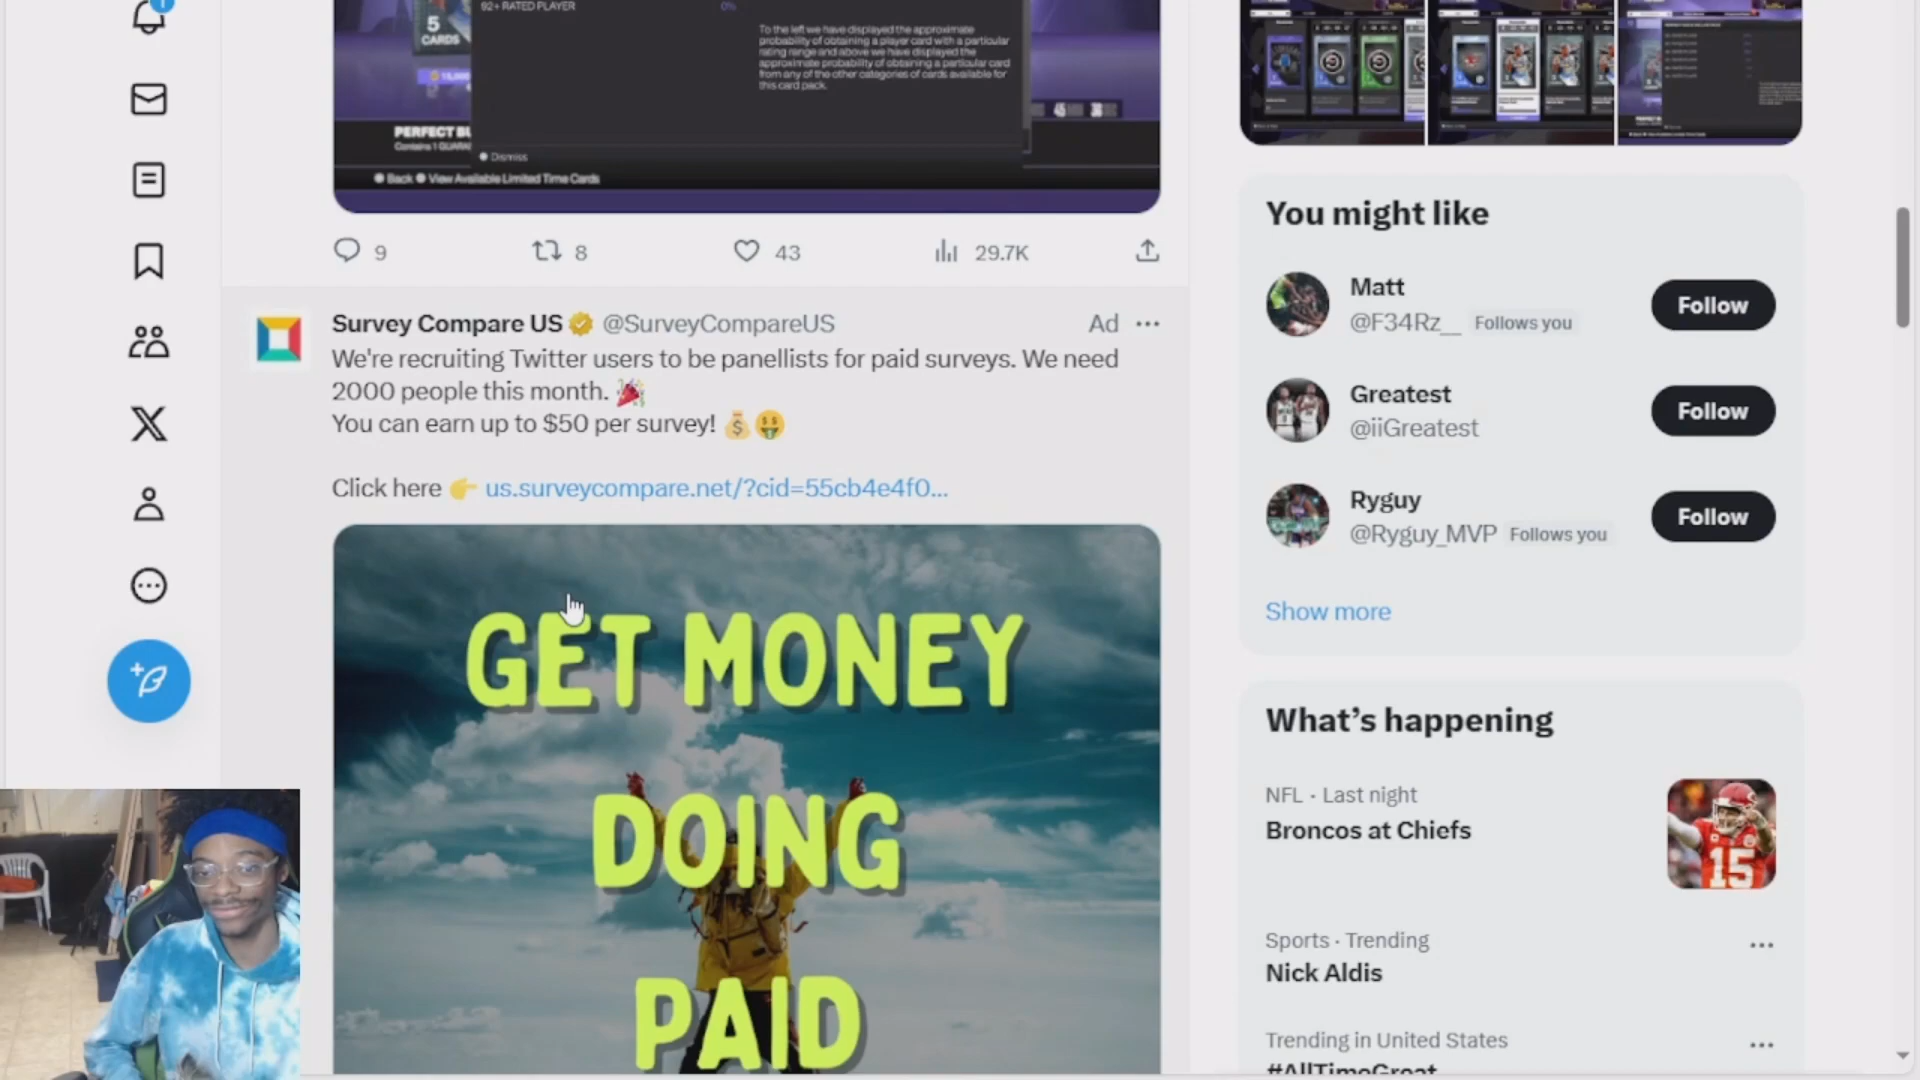 92+ RATED PLAYER
0%
To the left we have displayed the approximate
probability of obtaining a player card with a particular
rating range and above we have displayed the
approximate probability of obtaining a particular card
from any of the other categories of cards available for
this card pack.
5
CARDS
PERFECT BU
Contains 1 GUAR
Dismiss
Back View Available Limited Time Cards
9
8
43
29.7K
Survey Compare US @SurveyCompareUS
Ad
We're recruiting Twitter users to be panellists for paid surveys. We need
2000 people this month. 🎉
You can earn up to $50 per survey! 💰🤑
Click here 👉 us.surveycompare.net/?cid=55cb4e4f0...
GET MONEY
DOING
PAID
You might like
Matt
@F34Rz__ Follows you
Follow
Greatest
@iiGreatest
Follow
Ryguy
@Ryguy_MVP Follows you
Follow
Show more
What's happening
NFL · Last night
Broncos at Chiefs
15
Sports · Trending
Nick Aldis
Trending in United States
#AllTimeGreat